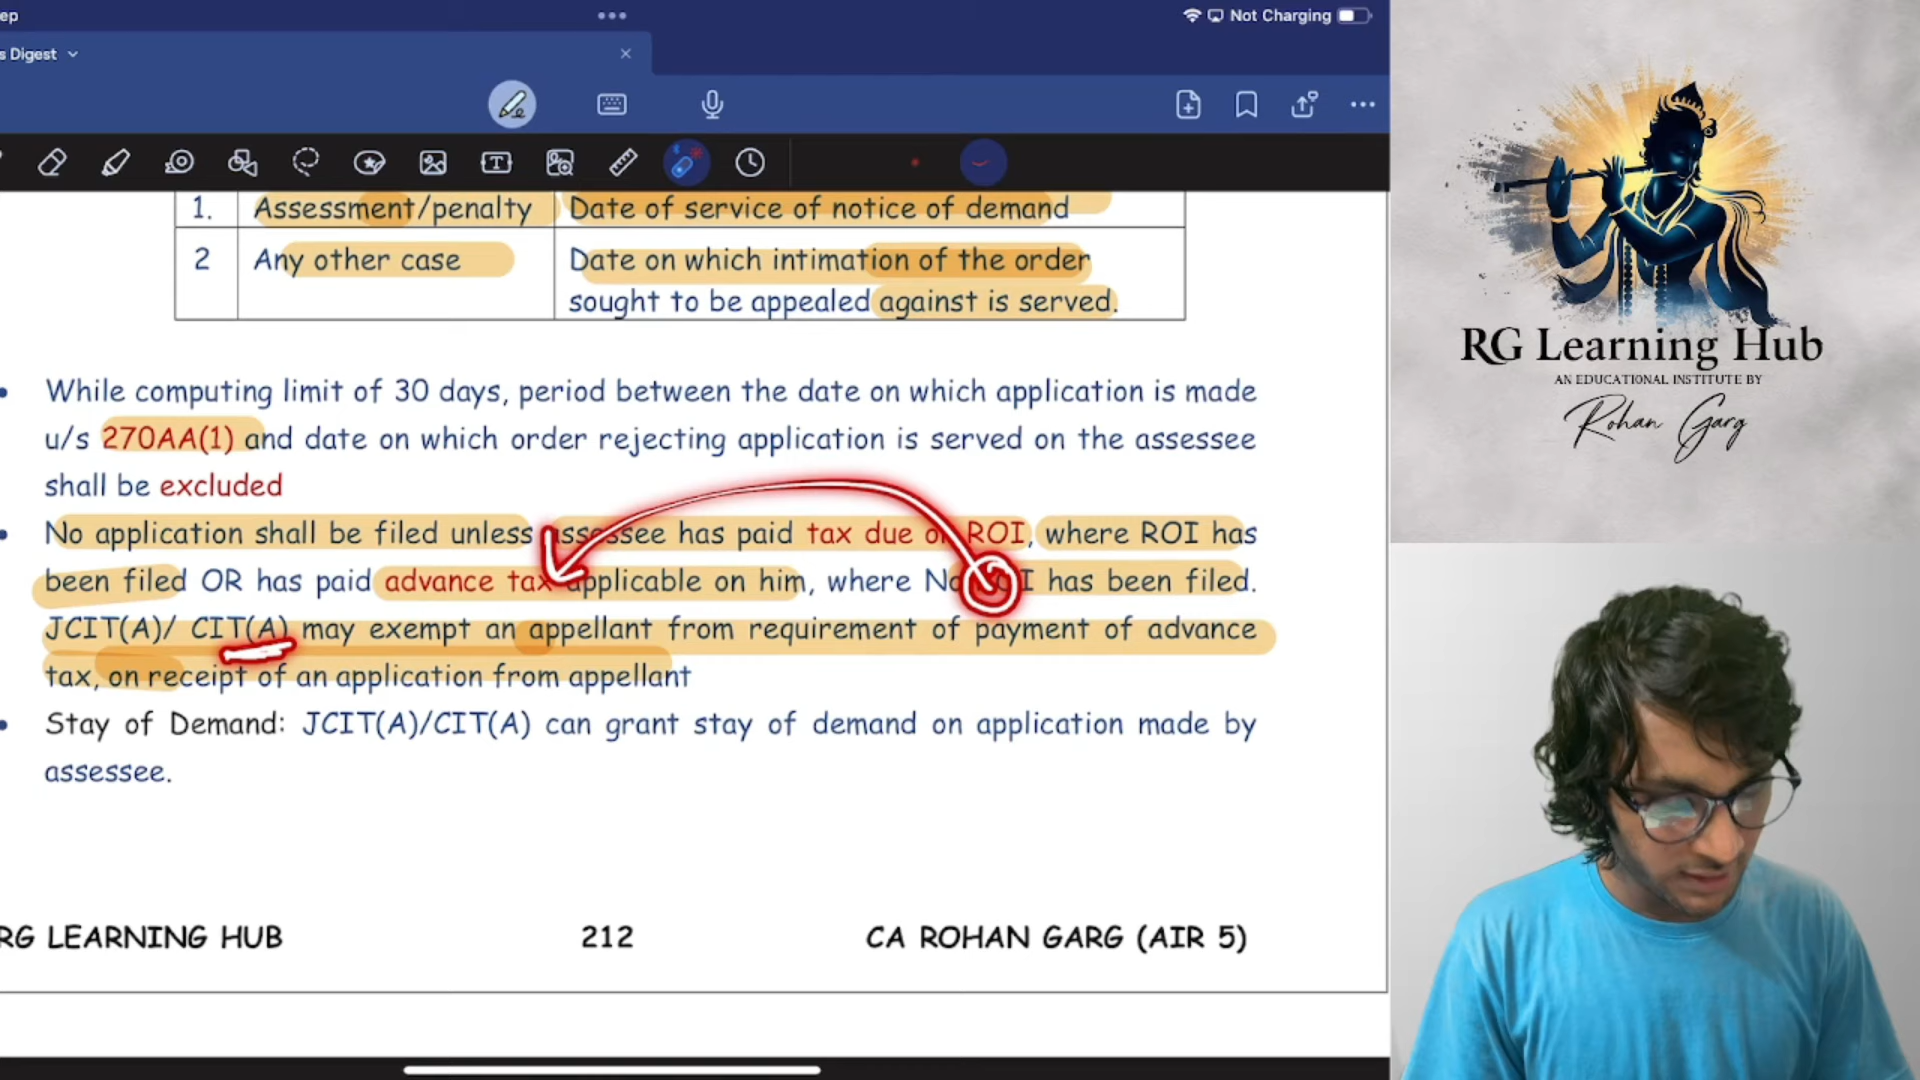 ep
Not Charging
s Digest
1. Assessment/penalty Date of service of notice of demand
2 Any other case Date on which intimation of the order
sought to be appealed against is served.
While computing limit of 30 days, period between the date on which application is made
u/s 270AA(1) and date on which order rejecting application is served on the assessee
shall be excluded
No application shall be filed unless assessee has paid tax due on ROI, where ROI has
been filed OR has paid advance tax applicable on him, where No ROI has been filed.
JCIT(A)/ CIT(A) may exempt an appellant from requirement of payment of advance
tax, on receipt of an application from appellant
Stay of Demand: JCIT(A)/CIT(A) can grant stay of demand on application made by
assessee.
RG LEARNING HUB 212 CA ROHAN GARG (AIR 5)
RG Learning Hub
AN EDUCATIONAL INSTITUTE BY
Rohan Garg